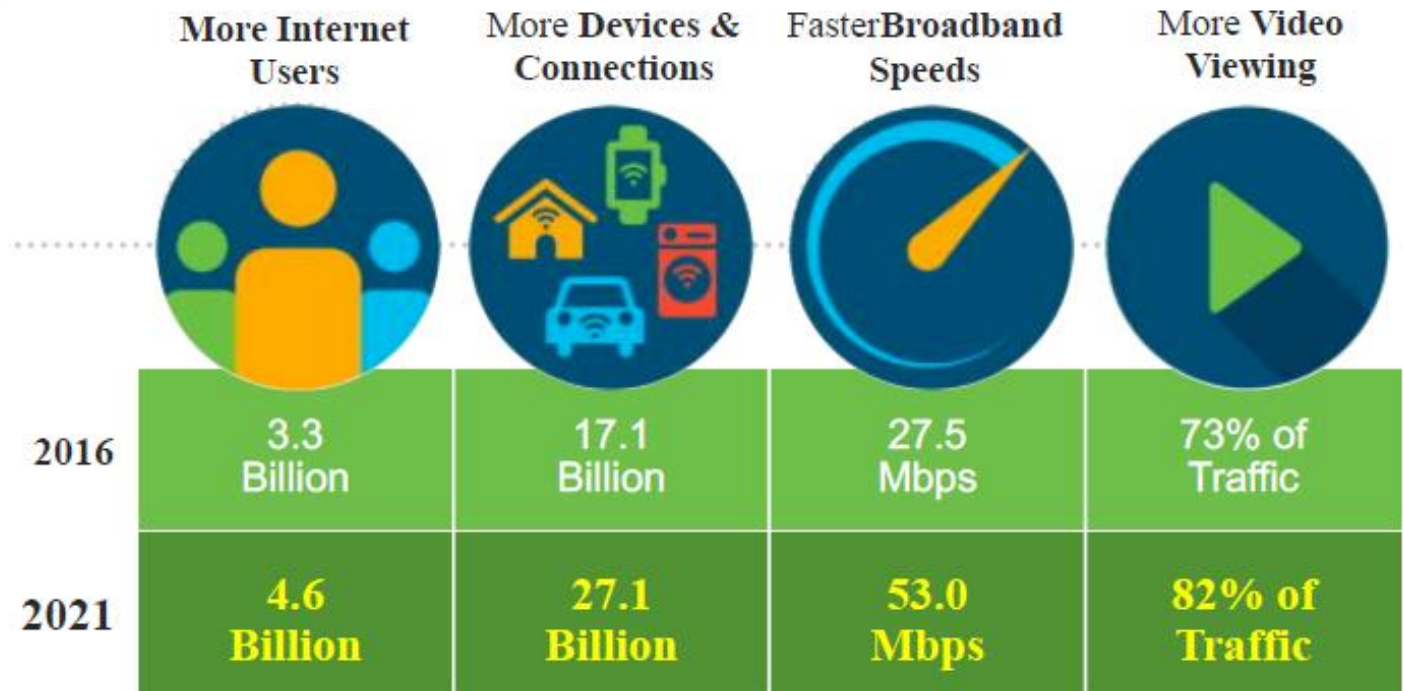 More Internet
Users
More Devices &
Connections
FasterBroadband
Speeds
More Video
Viewing
2016
3.3
Billion
17.1
Billion
27.5
Mbps
73% of
Traffic
2021
4.6
Billion
27.1
Billion
53.0
Mbps
82% of
Traffic